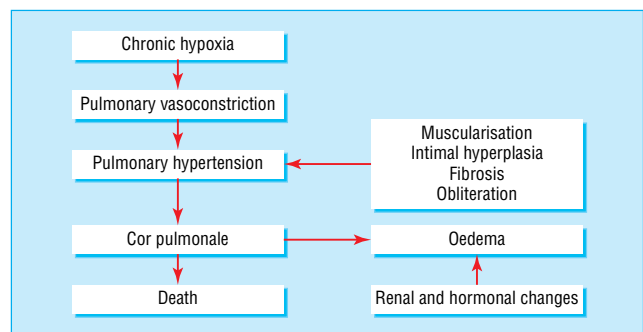 Chronic hypoxia
Pulmonary vasoconstriction
Pulmonary hypertension
Muscularisation
Intimal hyperplasia
Fibrosis
Obliteration
Cor pulmonale
Oedema
Death
Renal and hormonal changes